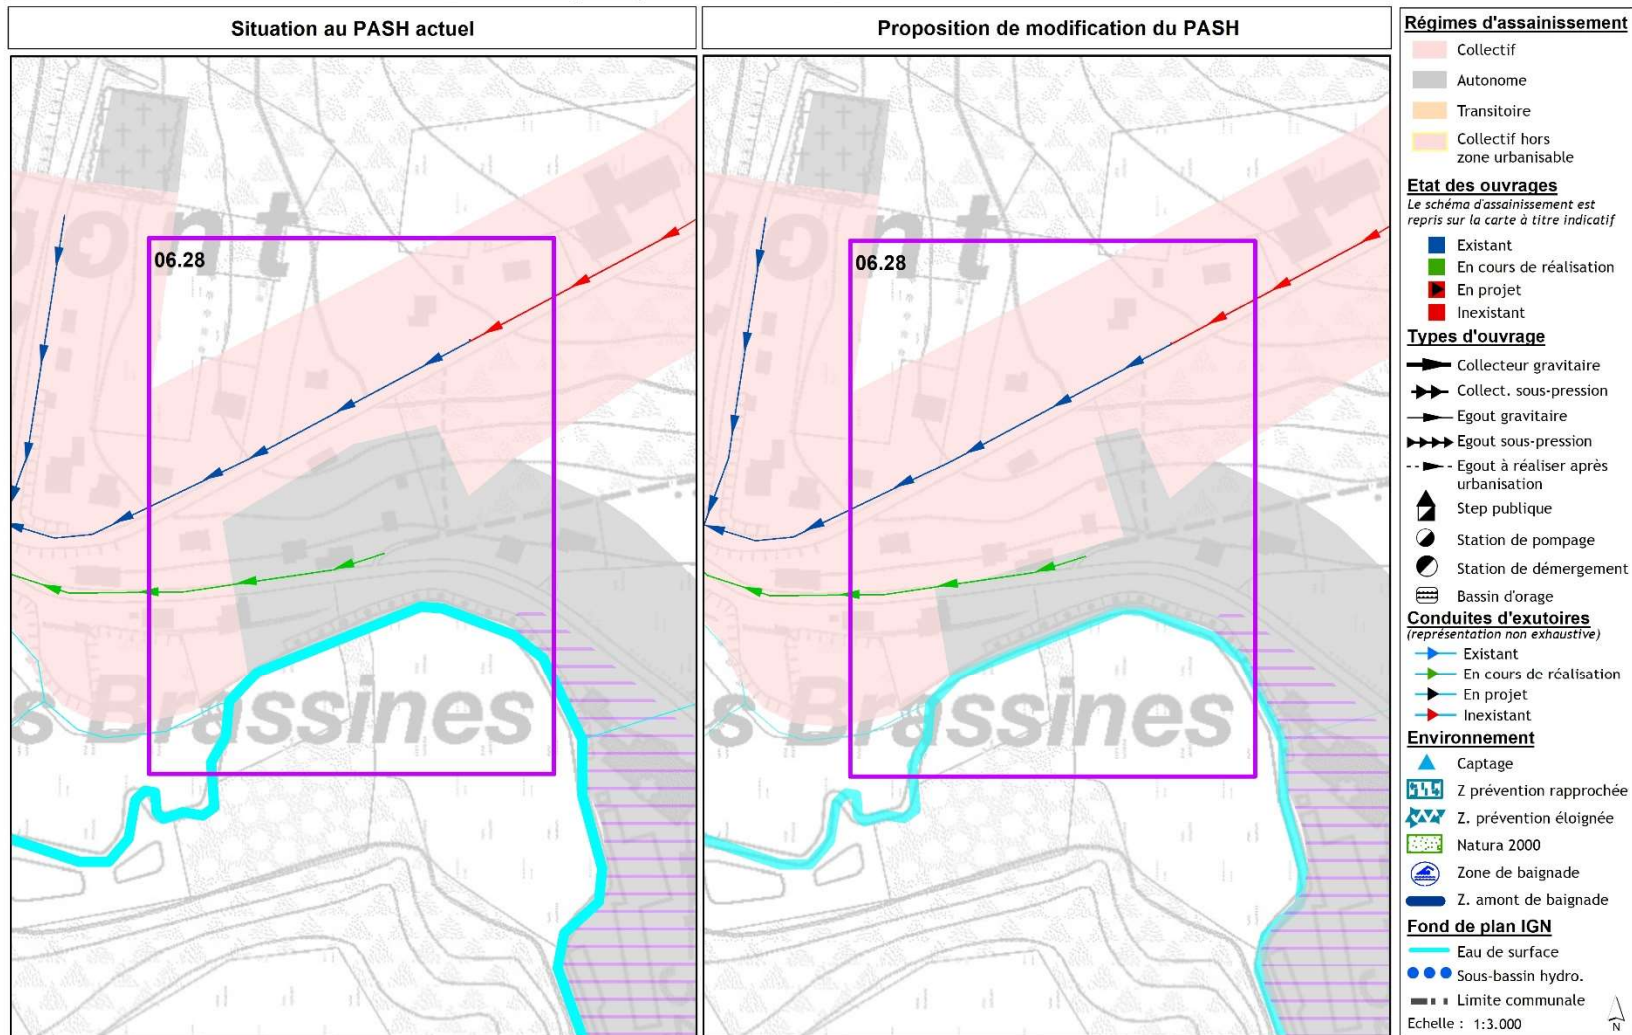 Situation au PASH actuel
Proposition de modification du PASH
06.28
gont
s Brassines
06.28
gont
s Brassines
Régimes d'assainissement
Collectif
Autonome
Transitoire
Collectif hors
zone urbanisable
Etat des ouvrages
Le schéma d'assainissement est
repris sur la carte à titre indicatif
Existant
En cours de réalisation
En projet
Inexistant
Types d'ouvrage
Collecteur gravitaire
Collect. sous-pression
Egout gravitaire
Egout sous-pression
Egout à réaliser après
urbanisation
Step publique
Station de pompage
Station de démergement
Bassin d'orage
Conduites d'exutoires
(représentation non exhaustive)
Existant
En cours de réalisation
En projet
Inexistant
Environnement
Captage
Z prévention rapprochée
Z. prévention éloignée
Natura 2000
Zone de baignade
Z. amont de baignade
Fond de plan IGN
Eau de surface
Sous-bassin hydro.
Limite communale
Echelle : 1:3.000
N